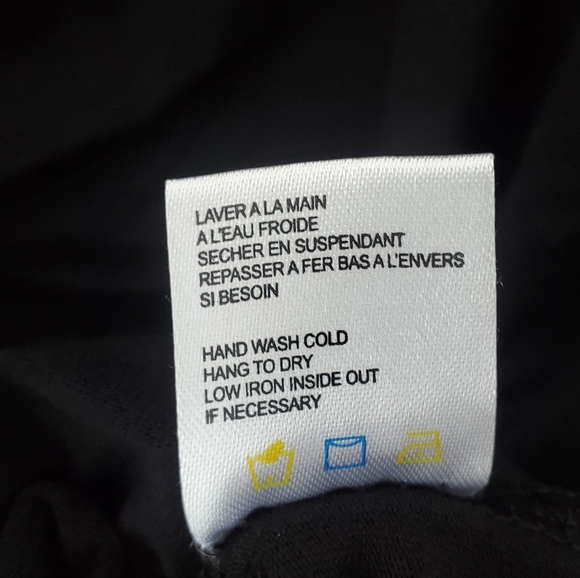 LAVER A LA MAIN
A L'EAU FROIDE
SECHER EN SUSPENDANT
REPASSER A FER BAS A L'ENVERS
SI BESOIN
HAND WASH COLD
HANG TO DRY
LOW IRON INSIDE OUT
IF NECESSARY